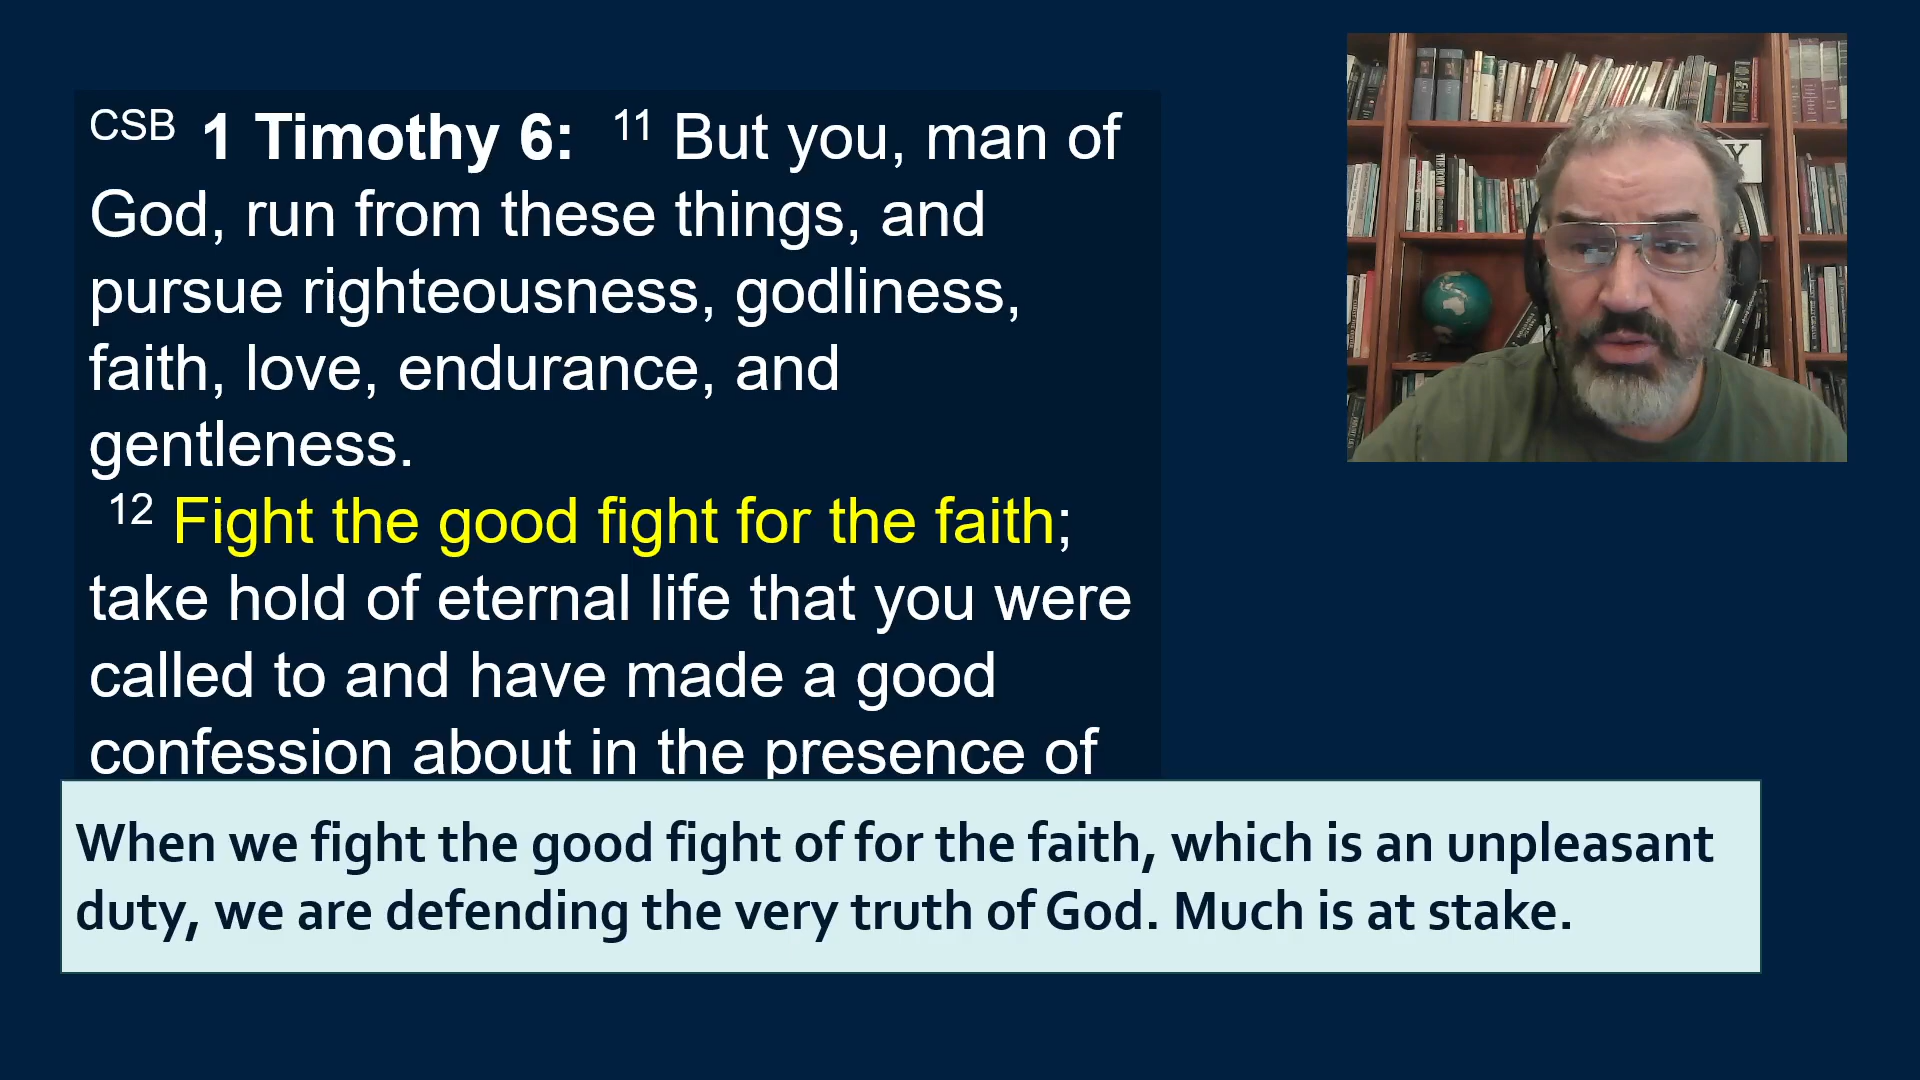 CSB 1 Timothy 6: 11 But you, man of
God, run from these things, and
pursue righteousness, godliness,
faith, love, endurance, and
gentleness.
12 Fight the good fight for the faith;
take hold of eternal life that you were
called to and have made a good
confession about in the presence of
When we fight the good fight of for the faith, which is an unpleasant
duty, we are defending the very truth of God. Much is at stake.
Y